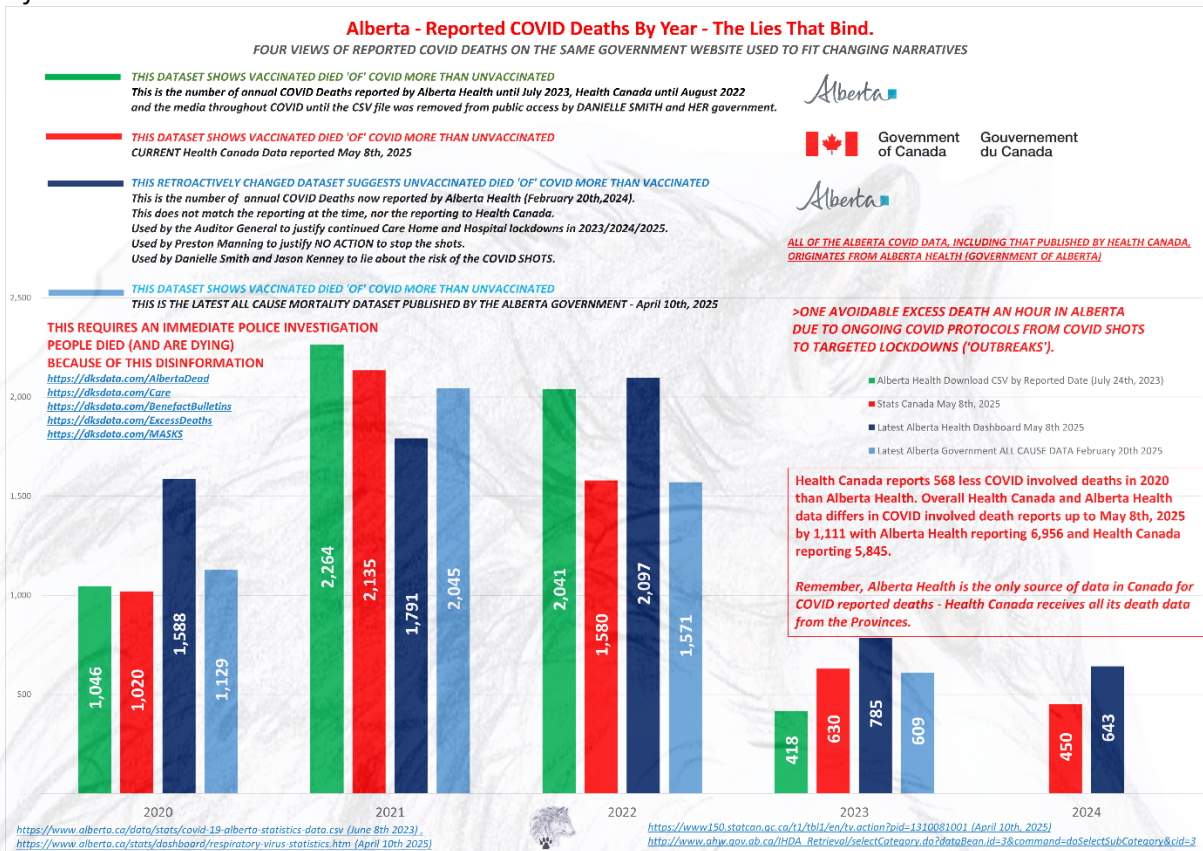 Alberta - Reported COVID Deaths By Year - The Lies That Bind.
FOUR VIEWS OF REPORTED COVID DEATHS ON THE SAME GOVERNMENT WEBSITE USED TO FIT CHANGING NARRATIVES
THIS DATASET SHOWS VACCINATED DIED 'OF' COVID MORE THAN UNVACCINATED
This is the number of annual COVID Deaths reported by Alberta Health until July 2023, Health Canada until August 2022
and the media throughout COVID until the CSV file was removed from public access by DANIELLE SMITH and HER government.
Alberta
THIS DATASET SHOWS VACCINATED DIED 'OF' COVID MORE THAN UNVACCINATED
CURRENT Health Canada Data reported May 8th, 2025
Government of Canada
Gouvernement du Canada
THIS RETROACTIVELY CHANGED DATASET SUGGESTS UNVACCINATED DIED 'OF' COVID MORE THAN VACCINATED
This is the number of annual COVID Deaths now reported by Alberta Health (February 20th,2024).
This does not match the reporting at the time, nor the reporting to Health Canada.
Used by the Auditor General to justify continued Care Home and Hospital lockdowns in 2023/2024/2025.
Used by Preston Manning to justify NO ACTION to stop the shots.
Used by Danielle Smith and Jason Kenney to lie about the risk of the COVID SHOTS.
Alberta
ALL OF THE ALBERTA COVID DATA, INCLUDING THAT PUBLISHED BY HEALTH CANADA,
ORIGINATES FROM ALBERTA HEALTH (GOVERNMENT OF ALBERTA)
THIS DATASET SHOWS VACCINATED DIED 'OF' COVID MORE THAN UNVACCINATED
THIS IS THE LATEST ALL CAUSE MORTALITY DATASET PUBLISHED BY THE ALBERTA GOVERNMENT - April 10th, 2025
THIS REQUIRES AN IMMEDIATE POLICE INVESTIGATION
PEOPLE DIED (AND ARE DYING)
BECAUSE OF THIS DISINFORMATION
https://dksdata.com/AlbertaDead
https://dksdata.com/Care
https://dksdata.com/BenefactBulletins
https://dksdata.com/ExcessDeaths
https://dksdata.com/MASKS
>ONE AVOIDABLE EXCESS DEATH AN HOUR IN ALBERTA
DUE TO ONGOING COVID PROTOCOLS FROM COVID SHOTS
TO TARGETED LOCKDOWNS ('OUTBREAKS').
Alberta Health Download CSV by Reported Date (July 24th, 2023)
Stats Canada May 8th, 2025
Latest Alberta Health Dashboard May 8th 2025
Latest Alberta Government ALL CAUSE DATA February 20th 2025
Health Canada reports 568 less COVID involved deaths in 2020
than Alberta Health. Overall Health Canada and Alberta Health
data differs in COVID involved death reports up to May 8th, 2025
by 1,111 with Alberta Health reporting 6,956 and Health Canada
reporting 5,845.
Remember, Alberta Health is the only source of data in Canada for
COVID reported deaths - Health Canada receives all its death data
from the Provinces.
2,500
2,000
1,500
1,000
500
1,046
1,020
1,588
1,129
2,264
2,135
1,791
2,045
2,041
1,580
2,097
1,571
418
630
785
609
450
643
2020
2021
2022
2023
2024
https://www.alberta.ca/data/stats/covid-19-alberta-statistics-data.csv (June 8th 2023) ,
https://www.alberta.ca/stats/dashboard/respiratory-virus-statistics.htm (April 10th 2025)
https://www150.statcan.gc.ca/t1/tbl1/en/tv.action?pid=1310081001 (April 10th, 2025)
http://www.ahw.gov.ab.ca/IHDA_Retrieval/selectCategory.do?dataBean.id=3&command=doSelectSubCategory&cid=3